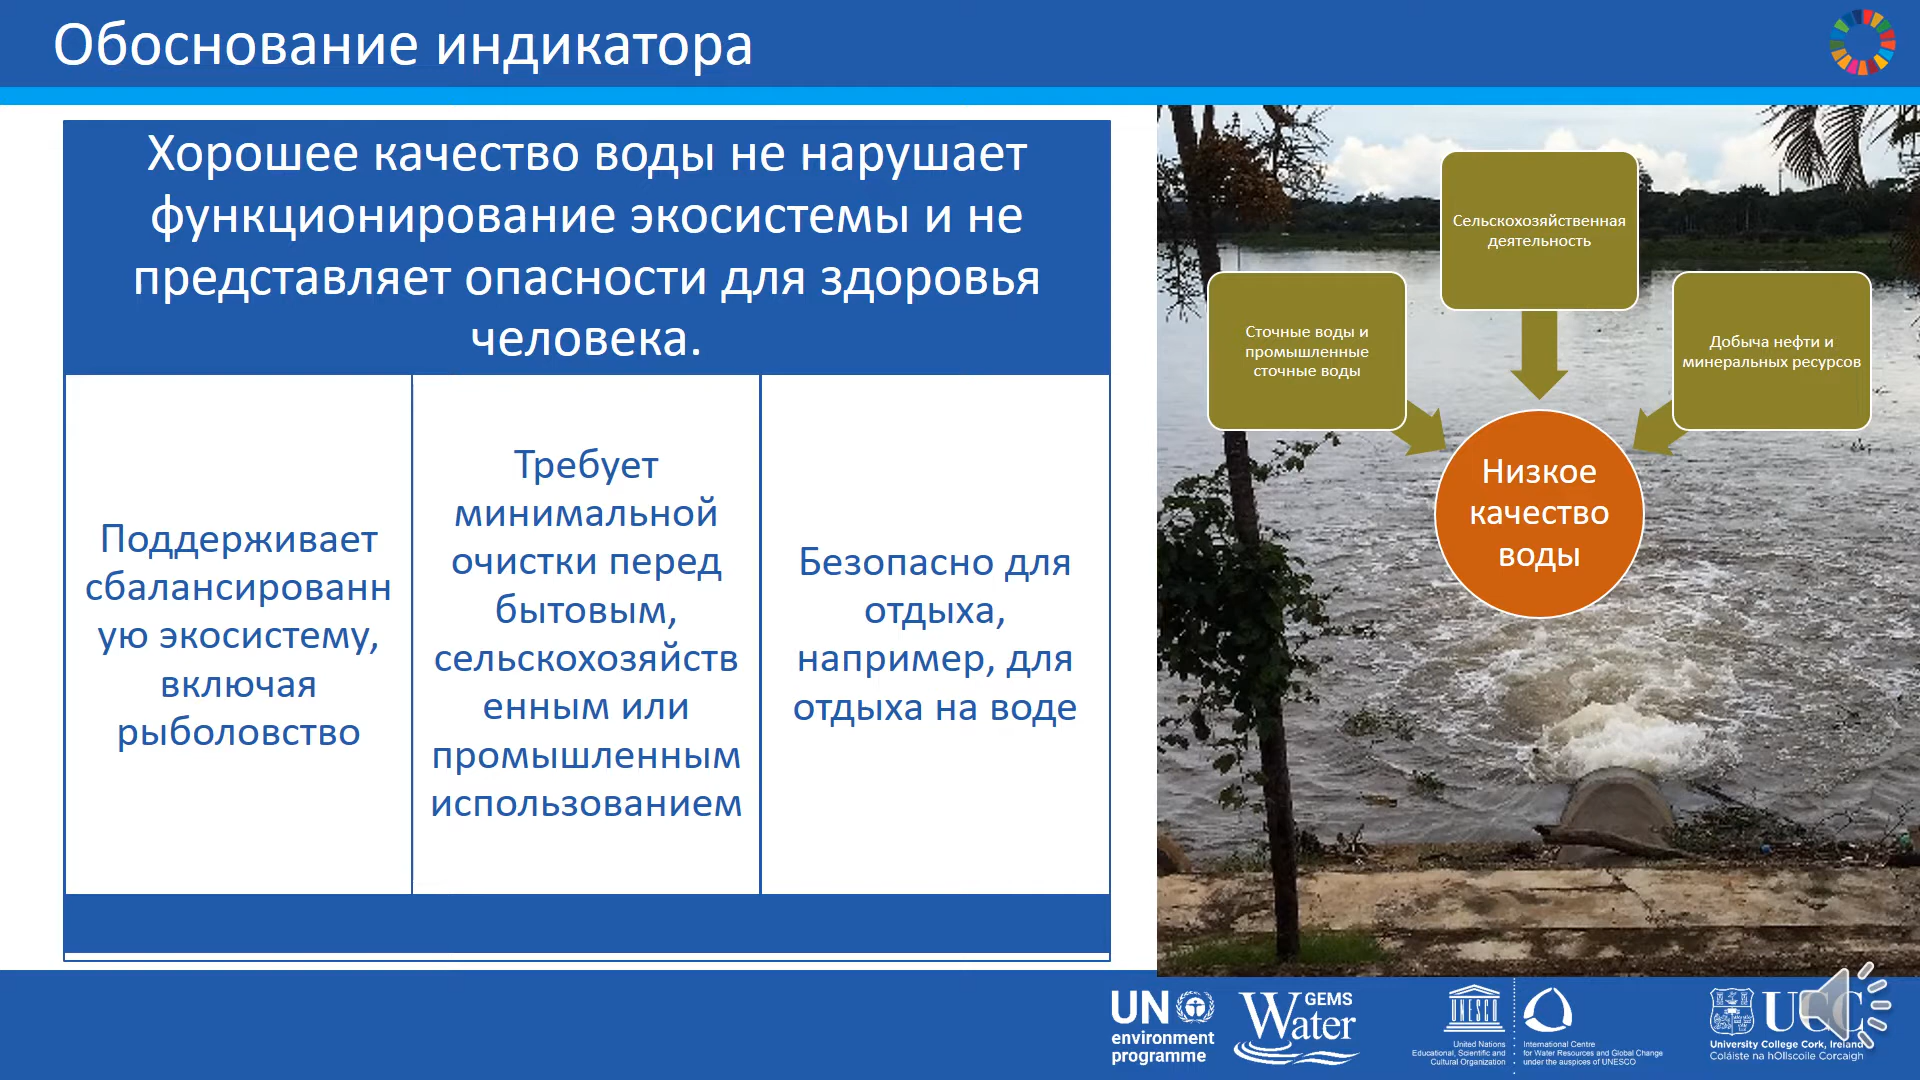 Обоснование индикатора
Хорошее качество воды не нарушает
функционирование экосистемы и не
представляет опасности для здоровья
человека.
Поддерживает
сбалансированн
ую экосистему,
включая
рыболовство
Требует
минимальной
очистки перед
бытовым,
сельскохозяйств
енным или
промышленным
использованием
Безопасно для
отдыха,
например, для
отдыха на воде
Сельскохозяйственная
деятельность
Сточные воды и
промышленные
сточные воды
Добыча нефти и
минеральных ресурсов
Низкое
качество
воды
UN
environment
programme
GEMS
Water
UNESCO
United Nations
Educational, Scientific and
Cultural Organization
International Centre
for Water Resources and Global Change
under the auspices of UNESCO
UCC
University College Cork, Ireland
Coláiste na hOllscoile Corcaigh